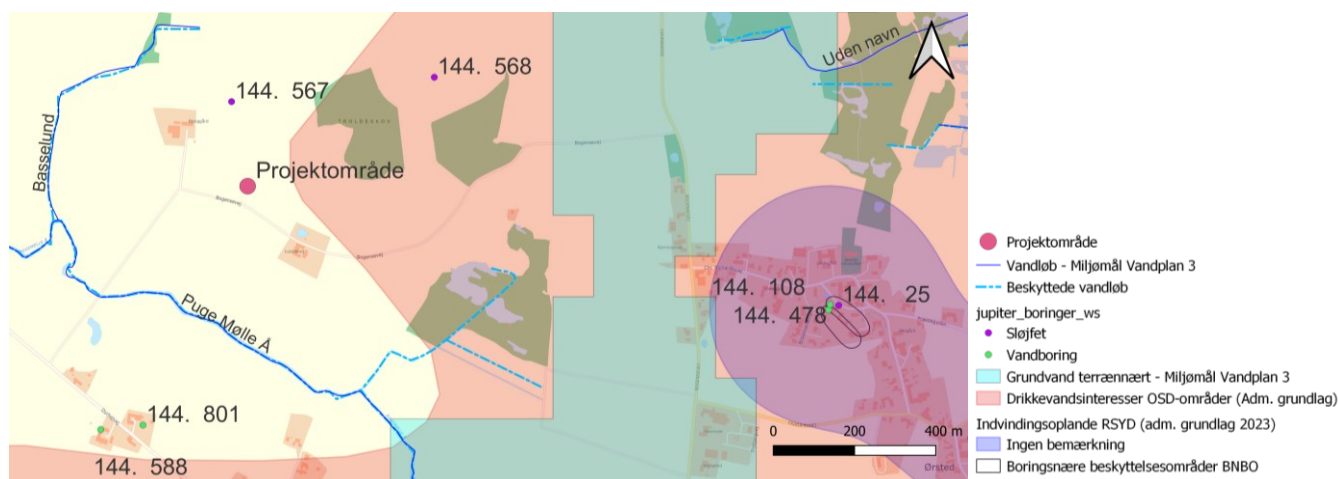 Uden navn
144. 568
144. 567
TROLDESKOV
Basselund
Projektområde
144. 108
144. 25
144. 478
Puge Mølle Å
144. 801
144. 588
Ørsted
0 200 400 m
Projektområde
Vandløb - Miljømål Vandplan 3
Beskyttede vandløb
jupiter_boringer_ws
Sløjfet
Vandboring
Grundvand terrænnært - Miljømål Vandplan 3
Drikkevandsinteresser OSD-områder (Adm. grundlag)
Indvindingsoplande RSYD (adm. grundlag 2023)
Ingen bemærkning
Boringsnære beskyttelsesområder BNBO